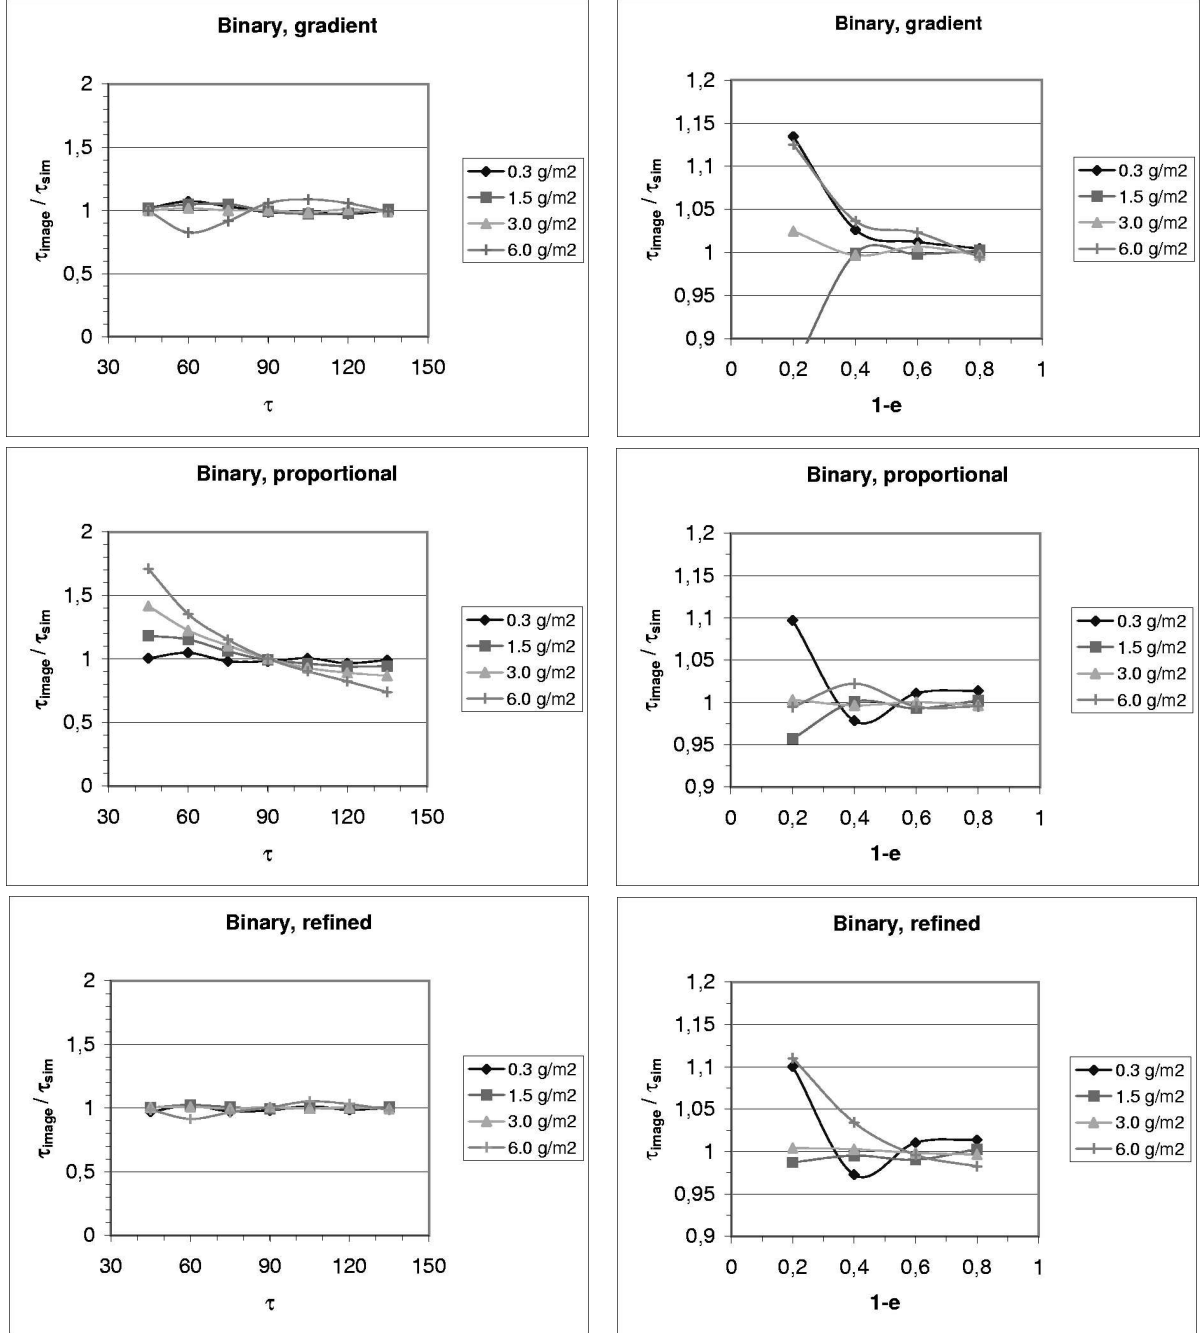 Binary, gradient
2
1,5
1
0,5
0
τimage / τsim
30 60 90 120 150
τ
0.3 g/m2
1.5 g/m2
3.0 g/m2
6.0 g/m2
Binary, gradient
1,2
1,15
1,1
1,05
1
0,95
0,9
τimage / τsim
0 0,2 0,4 0,6 0,8 1
1-e
0.3 g/m2
1.5 g/m2
3.0 g/m2
6.0 g/m2
Binary, proportional
2
1,5
1
0,5
0
τimage / τsim
30 60 90 120 150
τ
0.3 g/m2
1.5 g/m2
3.0 g/m2
6.0 g/m2
Binary, proportional
1,2
1,15
1,1
1,05
1
0,95
0,9
τimage / τsim
0 0,2 0,4 0,6 0,8 1
1-e
0.3 g/m2
1.5 g/m2
3.0 g/m2
6.0 g/m2
Binary, refined
2
1,5
1
0,5
0
τimage / τsim
30 60 90 120 150
τ
0.3 g/m2
1.5 g/m2
3.0 g/m2
6.0 g/m2
Binary, refined
1,2
1,15
1,1
1,05
1
0,95
0,9
τimage / τsim
0 0,2 0,4 0,6 0,8 1
1-e
0.3 g/m2
1.5 g/m2
3.0 g/m2
6.0 g/m2